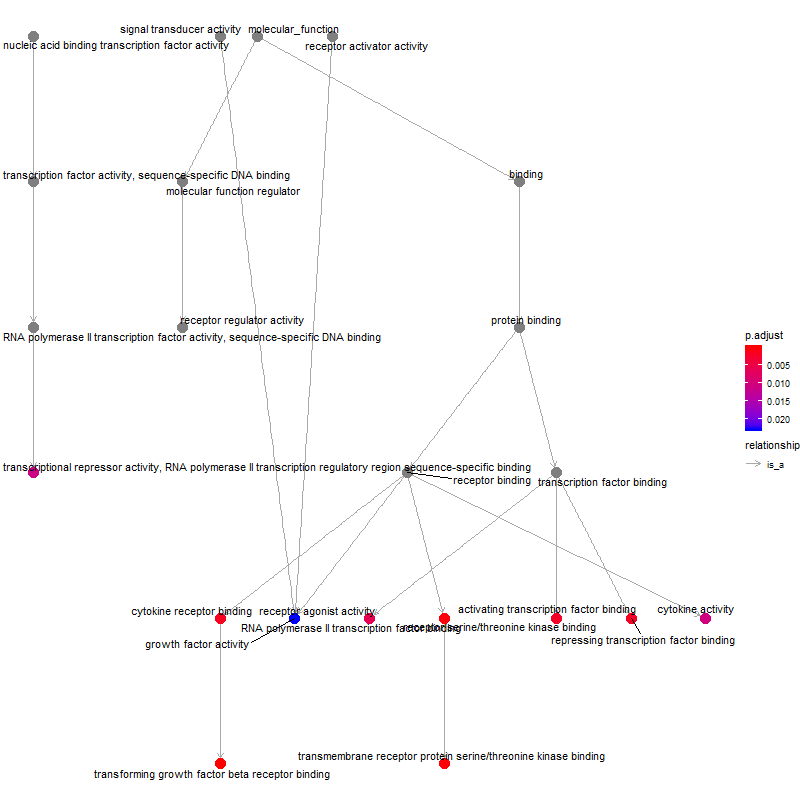 signal transducer activity
molecular_function
nucleic acid binding transcription factor activity
receptor activator activity
transcription factor activity, sequence-specific DNA binding
binding
molecular function regulator
receptor regulator activity
protein binding
RNA polymerase II transcription factor activity, sequence-specific DNA binding
p.adjust
0.005
0.010
0.015
0.020
relationship
is_a
transcriptional repressor activity, RNA polymerase II transcription regulatory region sequence-specific binding
receptor binding
transcription factor binding
cytokine receptor binding
receptor agonist activity
activating transcription factor binding
cytokine activity
RNA polymerase II transcription factor binding
receptor serine/threonine kinase binding
growth factor activity
repressing transcription factor binding
transmembrane receptor protein serine/threonine kinase binding
transforming growth factor beta receptor binding